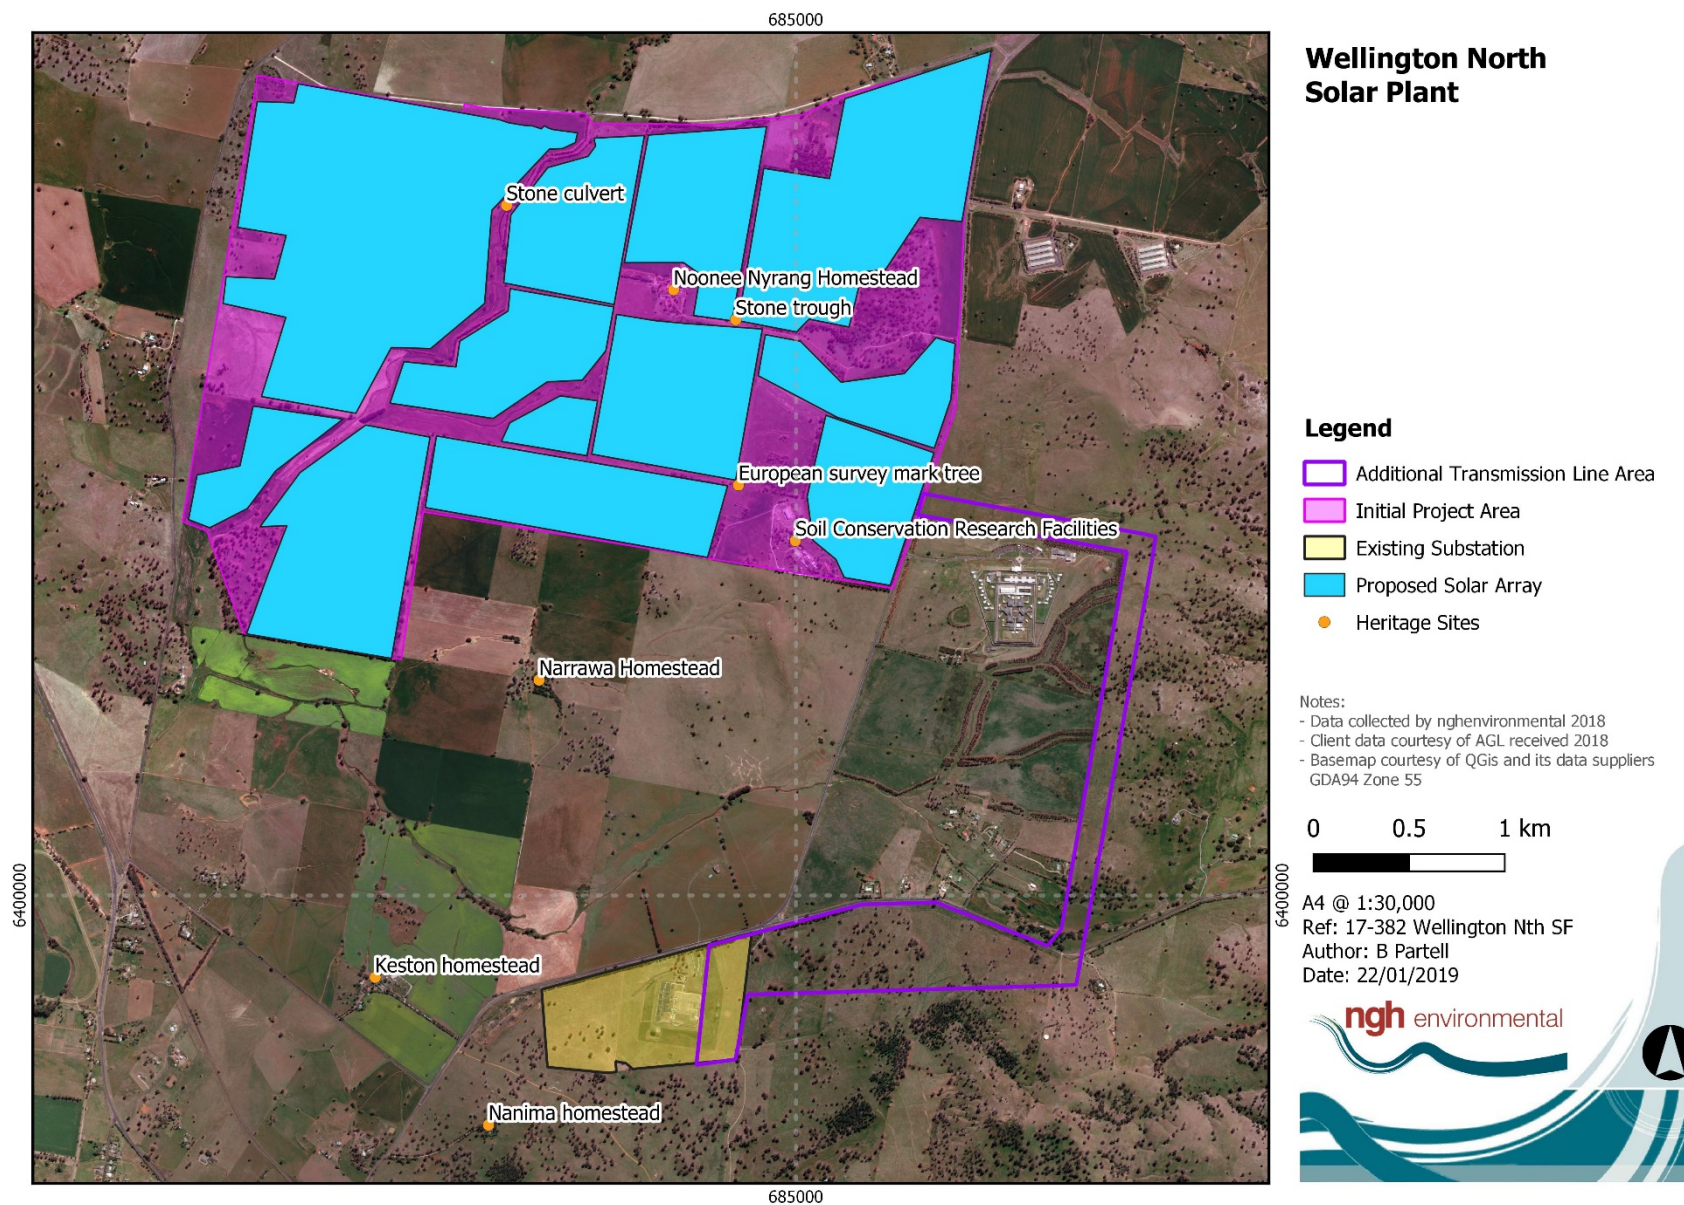 685000
Wellington North
Solar Plant
Stone culvert
Noonee Nyrang Homestead
Stone trough
European survey mark tree
Soil Conservation Research Facilities
Narrawa Homestead
Keston homestead
Nanima homestead
6400000
6400000
685000
Legend
Additional Transmission Line Area
Initial Project Area
Existing Substation
Proposed Solar Array
Heritage Sites
Notes:
- Data collected by nghenvironmental 2018
- Client data courtesy of AGL received 2018
- Basemap courtesy of QGis and its data suppliers
GDA94 Zone 55
0 0.5 1 km
A4 @ 1:30,000
Ref: 17-382 Wellington Nth SF
Author: B Partell
Date: 22/01/2019
ngh environmental